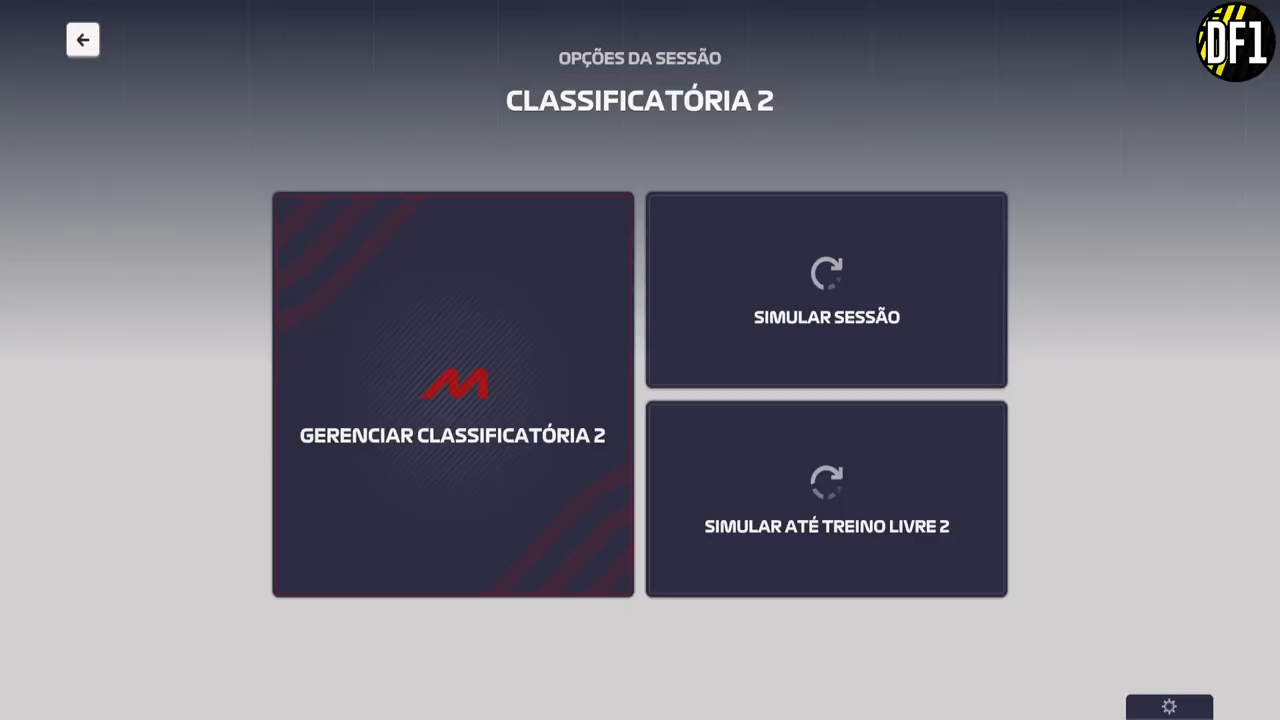 DF1
OPÇÕES DA SESSÃO
CLASSIFICATÓRIA 2
GERENCIAR CLASSIFICATÓRIA 2
SIMULAR SESSÃO
SIMULAR ATÉ TREINO LIVRE 2